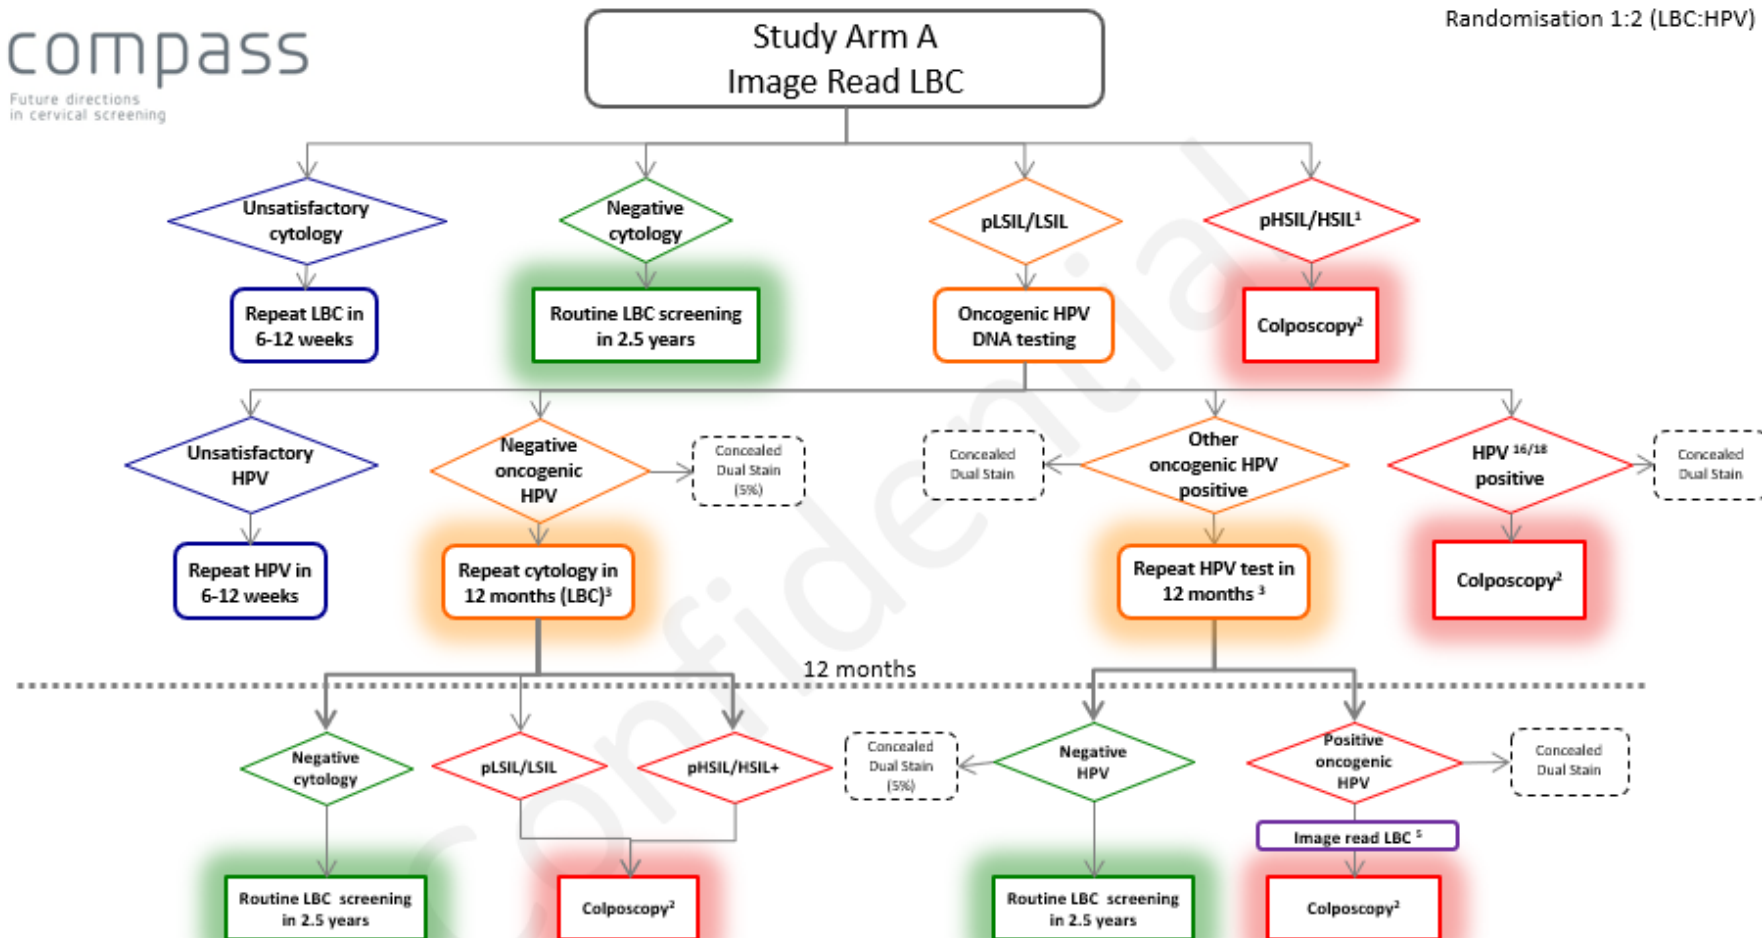 compass
Future directions
in cervical screening
Study Arm A
Image Read LBC
Randomisation 1:2 (LBC:HPV)
Unsatisfactory
cytology
Negative
cytology
pLSIL/LSIL
pHSIL/HSIL¹
Repeat LBC in
6-12 weeks
Routine LBC screening
in 2.5 years
Oncogenic HPV
DNA testing
Colposcopy²
Unsatisfactory
HPV
Negative
oncogenic
HPV
Concealed
Dual Stain
(5%)
Concealed
Dual Stain
Other
oncogenic HPV
positive
HPV ¹⁶/¹⁸
positive
Concealed
Dual Stain
Repeat HPV in
6-12 weeks
Repeat cytology in
12 months (LBC)³
Repeat HPV test in
12 months ³
Colposcopy²
12 months
Negative
cytology
pLSIL/LSIL
pHSIL/HSIL+
Concealed
Dual Stain
(5%)
Negative
HPV
Positive
oncogenic
HPV
Concealed
Dual Stain
Image read LBC ⁵
Routine LBC screening
in 2.5 years
Colposcopy²
Routine LBC screening
in 2.5 years
Colposcopy²
Confidential